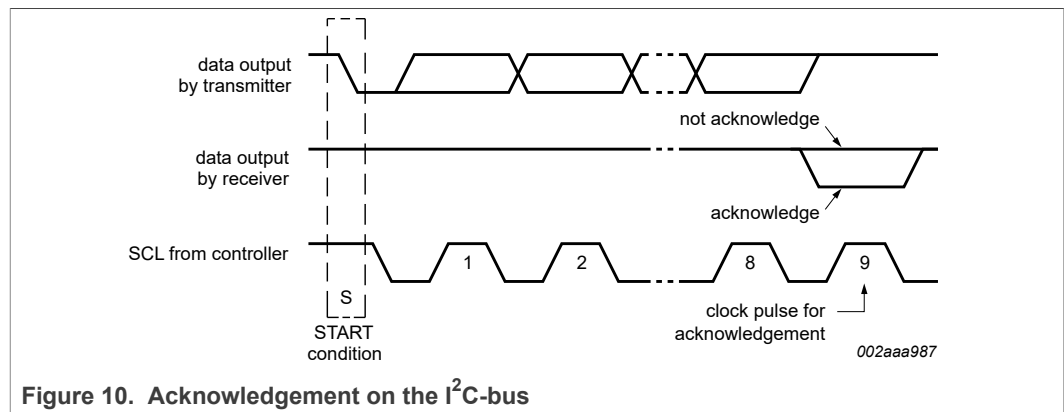 data output
by transmitter
not acknowledge
data output
by receiver
acknowledge
SCL from controller
1
2
8
9
S
START
condition
clock pulse for
acknowledgement
002aaa987
Figure 10. Acknowledgement on the I²C-bus